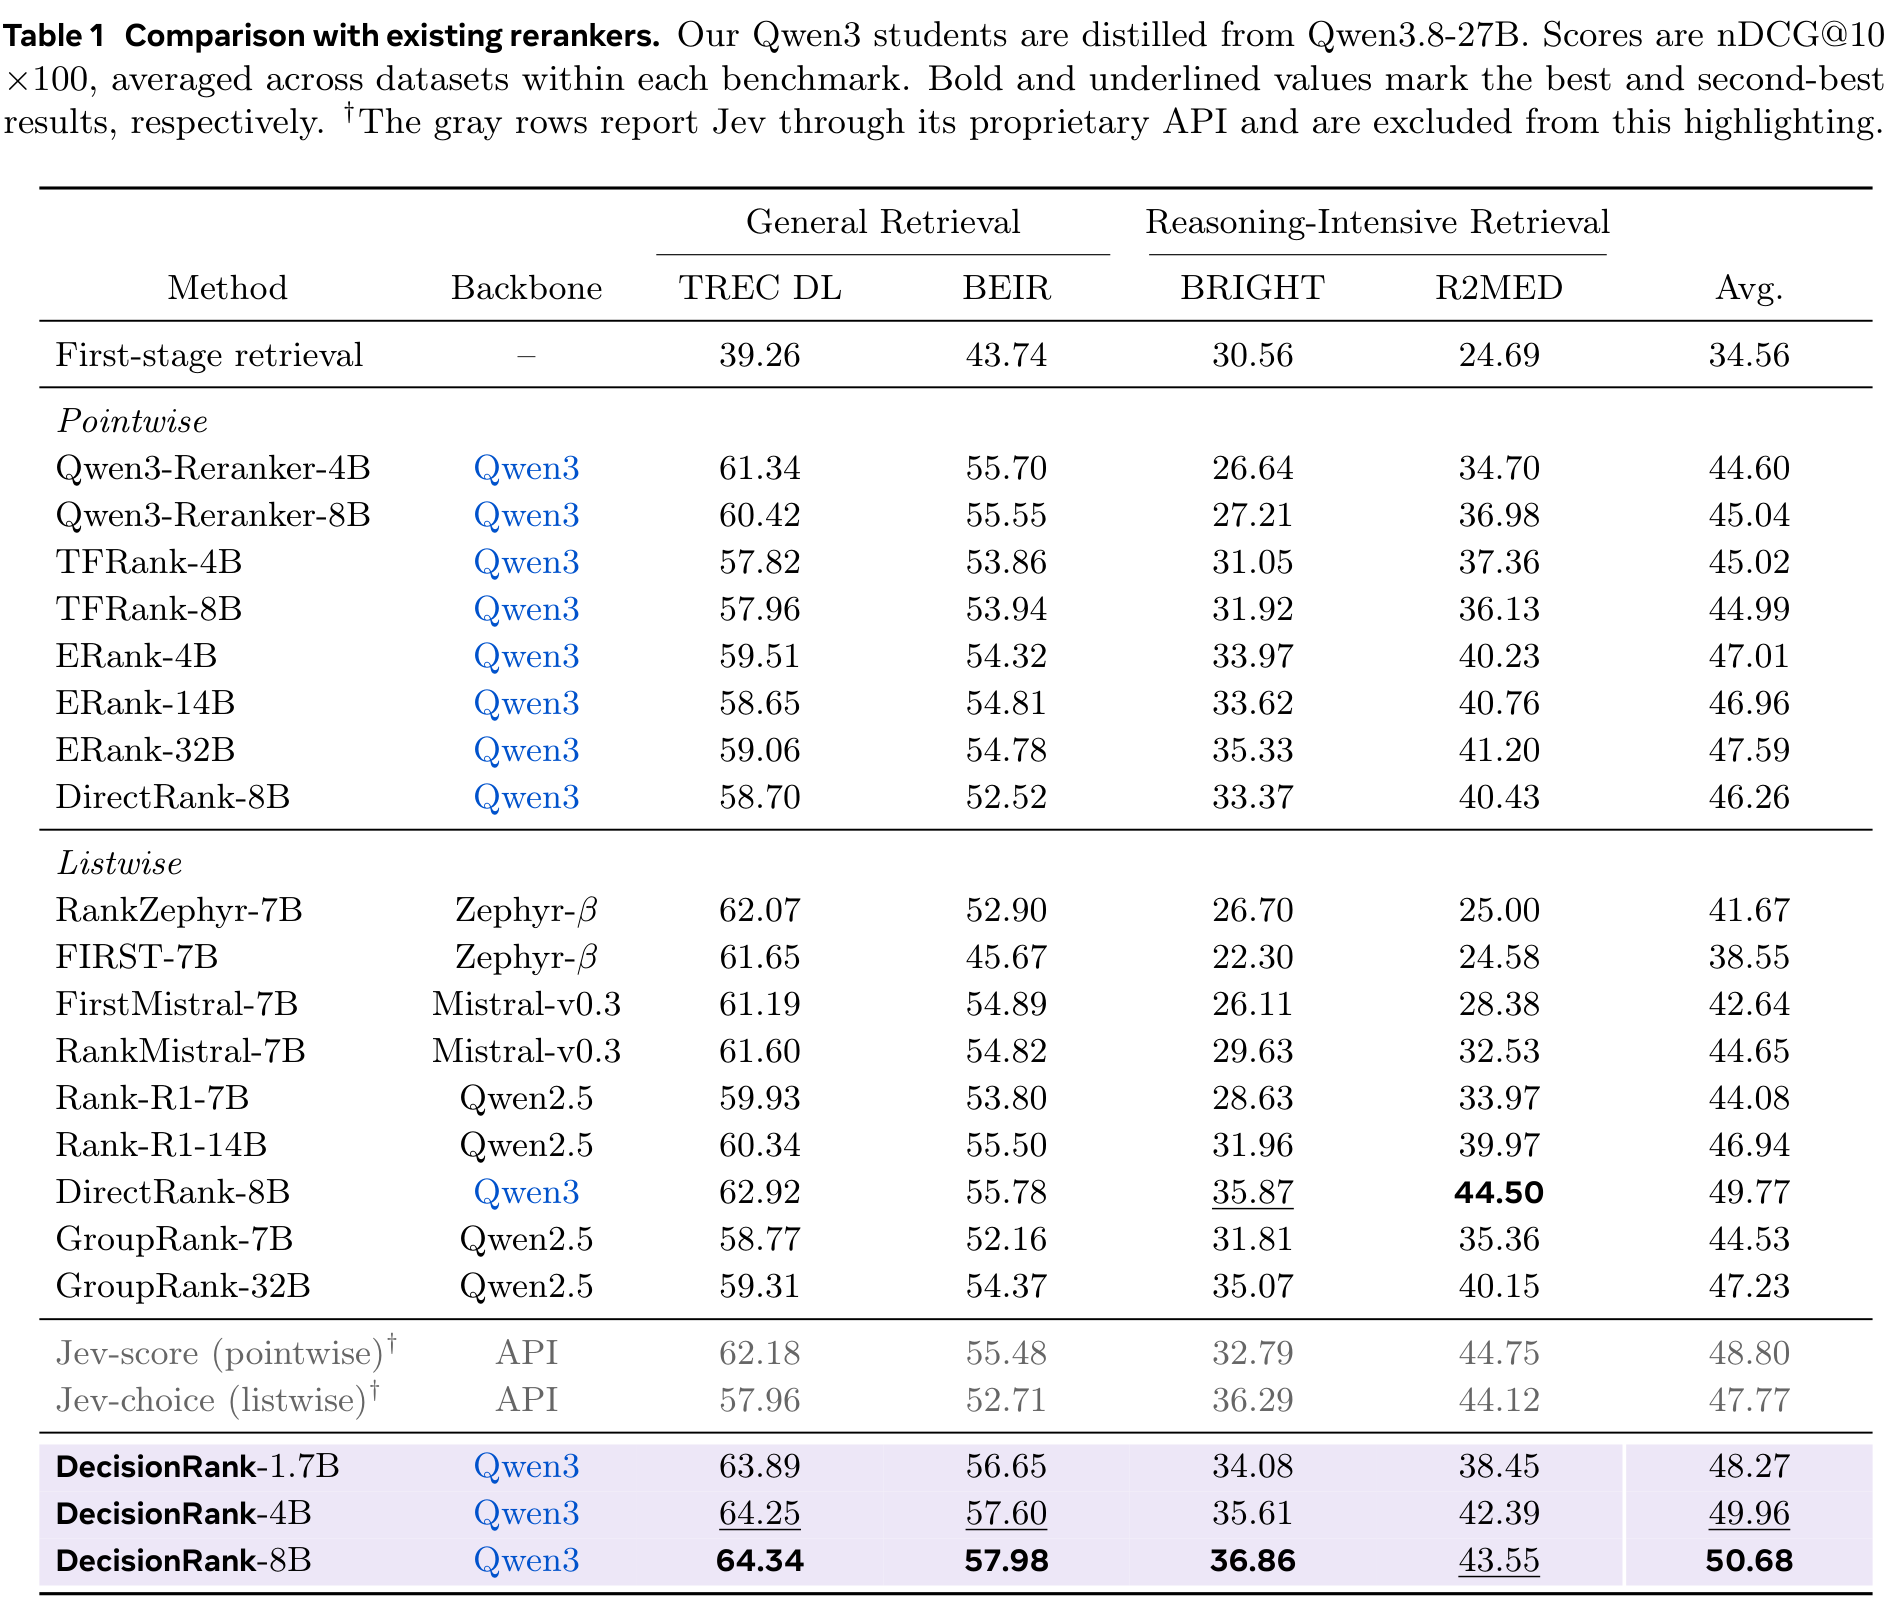 Table 1 Comparison with existing rerankers. Our Qwen3 students are distilled from Qwen3.8-27B. Scores are nDCG@10
×100, averaged across datasets within each benchmark. Bold and underlined values mark the best and second-best
results, respectively. †The gray rows report Jev through its proprietary API and are excluded from this highlighting.
General Retrieval Reasoning-Intensive Retrieval
Method Backbone TREC DL BEIR BRIGHT R2MED Avg.
First-stage retrieval – 39.26 43.74 30.56 24.69 34.56
Pointwise
Qwen3-Reranker-4B Qwen3 61.34 55.70 26.64 34.70 44.60
Qwen3-Reranker-8B Qwen3 60.42 55.55 27.21 36.98 45.04
TFRank-4B Qwen3 57.82 53.86 31.05 37.36 45.02
TFRank-8B Qwen3 57.96 53.94 31.92 36.13 44.99
ERank-4B Qwen3 59.51 54.32 33.97 40.23 47.01
ERank-14B Qwen3 58.65 54.81 33.62 40.76 46.96
ERank-32B Qwen3 59.06 54.78 35.33 41.20 47.59
DirectRank-8B Qwen3 58.70 52.52 33.37 40.43 46.26
Listwise
RankZephyr-7B Zephyr-β 62.07 52.90 26.70 25.00 41.67
FIRST-7B Zephyr-β 61.65 45.67 22.30 24.58 38.55
FirstMistral-7B Mistral-v0.3 61.19 54.89 26.11 28.38 42.64
RankMistral-7B Mistral-v0.3 61.60 54.82 29.63 32.53 44.65
Rank-R1-7B Qwen2.5 59.93 53.80 28.63 33.97 44.08
Rank-R1-14B Qwen2.5 60.34 55.50 31.96 39.97 46.94
DirectRank-8B Qwen3 62.92 55.78 35.87 44.50 49.77
GroupRank-7B Qwen2.5 58.77 52.16 31.81 35.36 44.53
GroupRank-32B Qwen2.5 59.31 54.37 35.07 40.15 47.23
Jev-score (pointwise)† API 62.18 55.48 32.79 44.75 48.80
Jev-choice (listwise)† API 57.96 52.71 36.29 44.12 47.77
DecisionRank-1.7B Qwen3 63.89 56.65 34.08 38.45 48.27
DecisionRank-4B Qwen3 64.25 57.60 35.61 42.39 49.96
DecisionRank-8B Qwen3 64.34 57.98 36.86 43.55 50.68